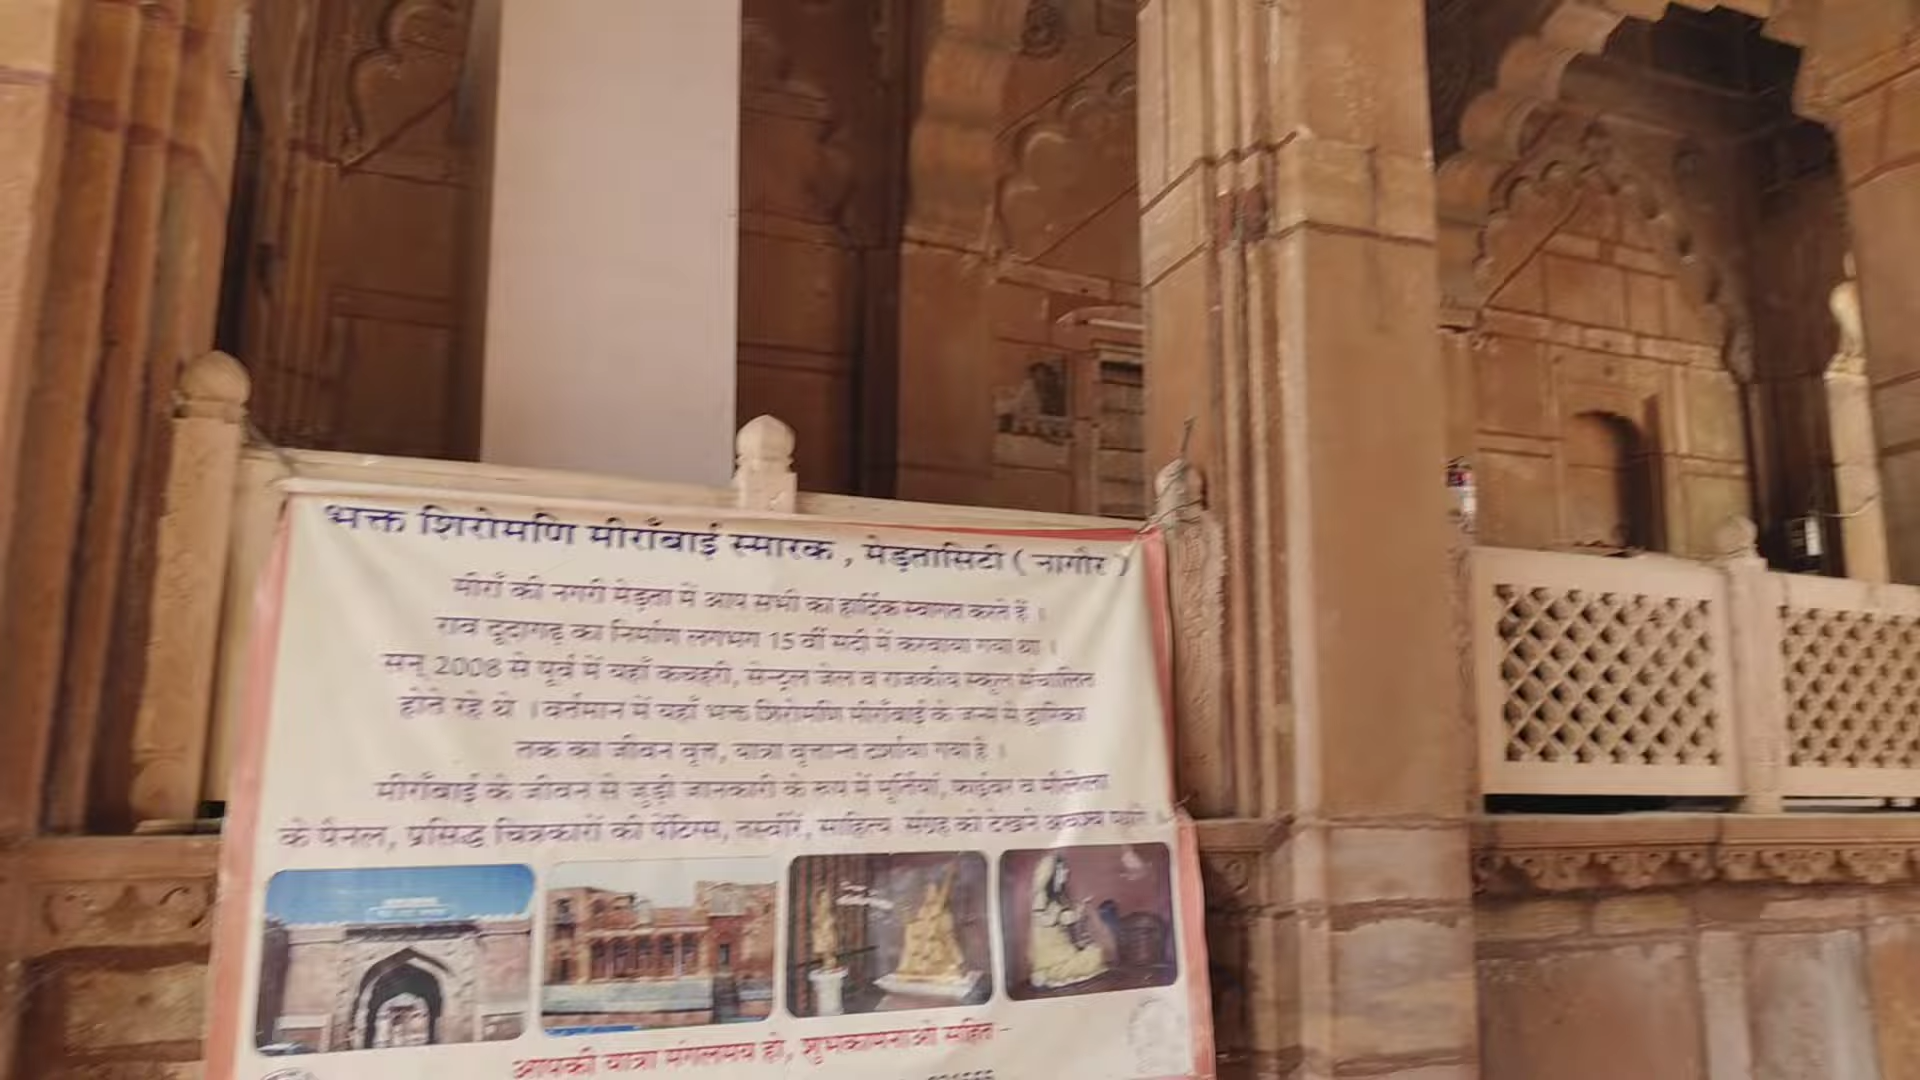 भक्त शिरोमणि मीराँबाई स्मारक , मेड़तासिटी ( नागौर )
मीराँ की नगरी मेड़ता में आप सभी का हार्दिक स्वागत करते हैं ।
राव दूदागढ़ का निर्माण लगभग 15 वीं सदी में करवाया गया था ।
सन् 2008 से पूर्व में यहाँ कचहरी, सेन्ट्रल जेल व राजकीय स्कूल संचालित
होते रहे थे । वर्तमान में यहाँ भक्त शिरोमणि मीराँबाई के जन्म से द्वारिका
तक का जीवन वृत्त, यात्रा वृत्तान्त दर्शाया गया है ।
मीराँबाई के जीवन से जुड़ी जानकारी के रूप में मूर्तियां, फाईबर व
के पैनल, प्रसिद्ध चित्रकारों की पेंटिंग्स, तस्वीरें, साहित्य संग्रह को देखने अवश्य पधारे ।
आपकी यात्रा मंगलमय हो, शुभकामनाओं सहित -